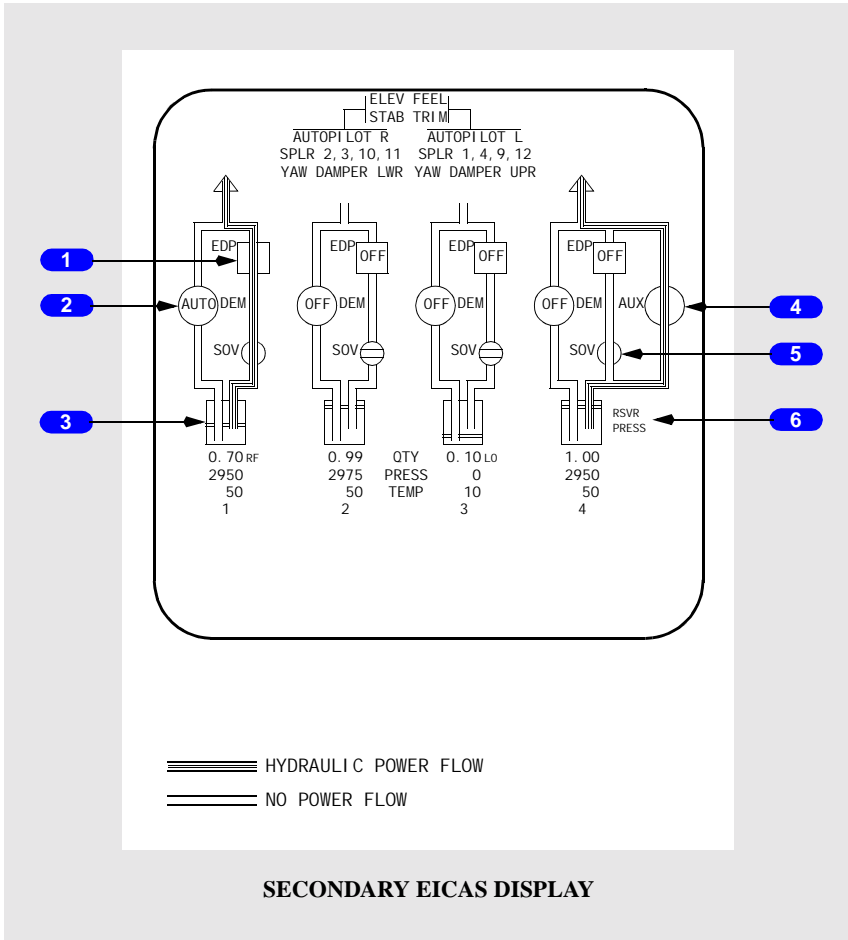 ELEV FEEL
STAB TRIM
AUTOPILOT R AUTOPILOT L
SPLR 2, 3, 10, 11 SPLR 1, 4, 9, 12
YAW DAMPER LWR YAW DAMPER UPR
EDP EDP OFF EDP OFF EDP OFF
1
2 AUTO DEM OFF DEM OFF DEM OFF DEM AUX 4
SOV SOV SOV SOV 5
3 RSVR PRESS 6
0.70 RF 0.99 QTY 0.10 LO 1.00
2950 2975 PRESS 0 2950
50 50 TEMP 10 50
1 2 3 4
HYDRAULIC POWER FLOW
NO POWER FLOW
SECONDARY EICAS DISPLAY